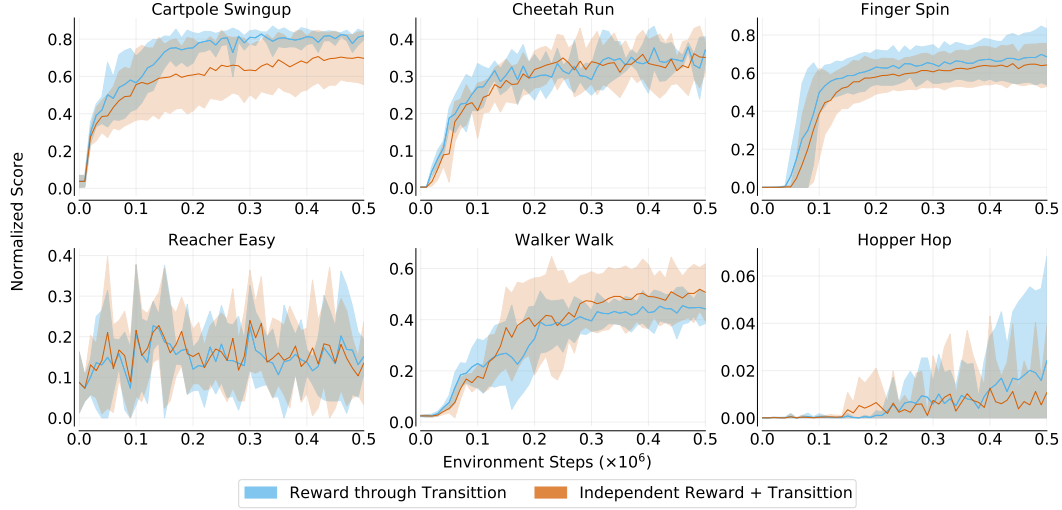 Cartpole Swingup
Cheetah Run
Finger Spin
0.8
0.6
0.4
0.2
0.0
0.0 0.1 0.2 0.3 0.4 0.5
0.4
0.3
0.2
0.1
0.0
0.0 0.1 0.2 0.3 0.4 0.5
0.8
0.6
0.4
0.2
0.0
0.0 0.1 0.2 0.3 0.4 0.5
Normalized Score
Reacher Easy
Walker Walk
Hopper Hop
0.4
0.3
0.2
0.1
0.0
0.0 0.1 0.2 0.3 0.4 0.5
0.6
0.4
0.2
0.0
0.0 0.1 0.2 0.3 0.4 0.5
0.06
0.04
0.02
0.00
0.0 0.1 0.2 0.3 0.4 0.5
Environment Steps (×10⁶)
Reward through Transittion
Independent Reward + Transition